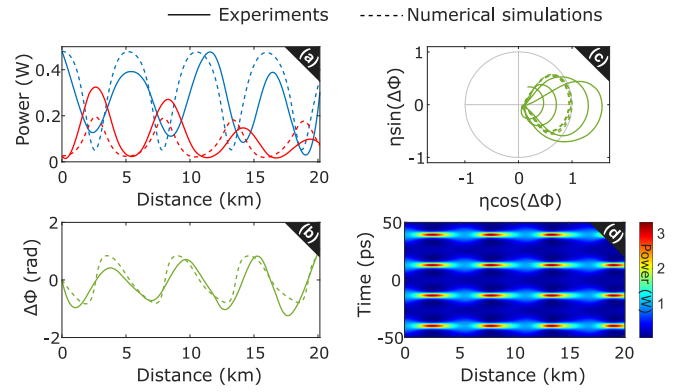 Experiments Numerical simulations
(a)
Power (W)
0.4
0.2
0
0 5 10 15 20
Distance (km)
(c)
ηsin(ΔΦ)
1
0
-1
-1 0 1
ηcos(ΔΦ)
(b)
ΔΦ (rad)
2
0
-2
0 5 10 15 20
Distance (km)
(d)
Time (ps)
50
0
-50
0 5 10 15 20
Distance (km)
Power (W)
3
2
1